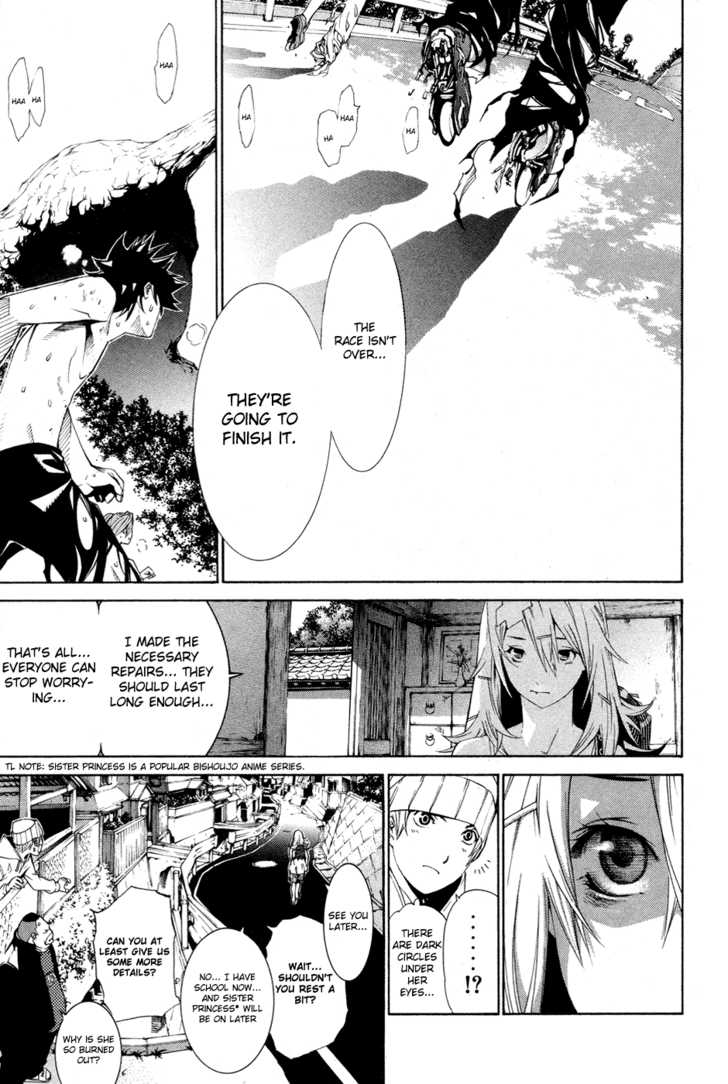 HA
HAA
HA
HA
HAA
HA
HA
HAA
HA
HAA
THE
RACE ISN'T
OVER...
THEY'RE
GOING TO
FINISH IT.
I MADE THE
NECESSARY
REPAIRS... THEY
SHOULD LAST
LONG ENOUGH...
THAT'S ALL...
EVERYONE CAN
STOP WORRY-
ING...
TL NOTE: SISTER PRINCESS IS A POPULAR BISHOUJO ANIME SERIES.
......
!?
THERE
ARE DARK
CIRCLES
UNDER
HER
EYES...
SEE YOU
LATER...
WAIT...
SHOULDN'T
YOU REST A
BIT?
NO... I HAVE
SCHOOL NOW...
AND SISTER
PRINCESS* WILL
BE ON LATER
CAN YOU AT
LEAST GIVE US
SOME MORE
DETAILS?
WHY IS SHE
SO BURNED
OUT?